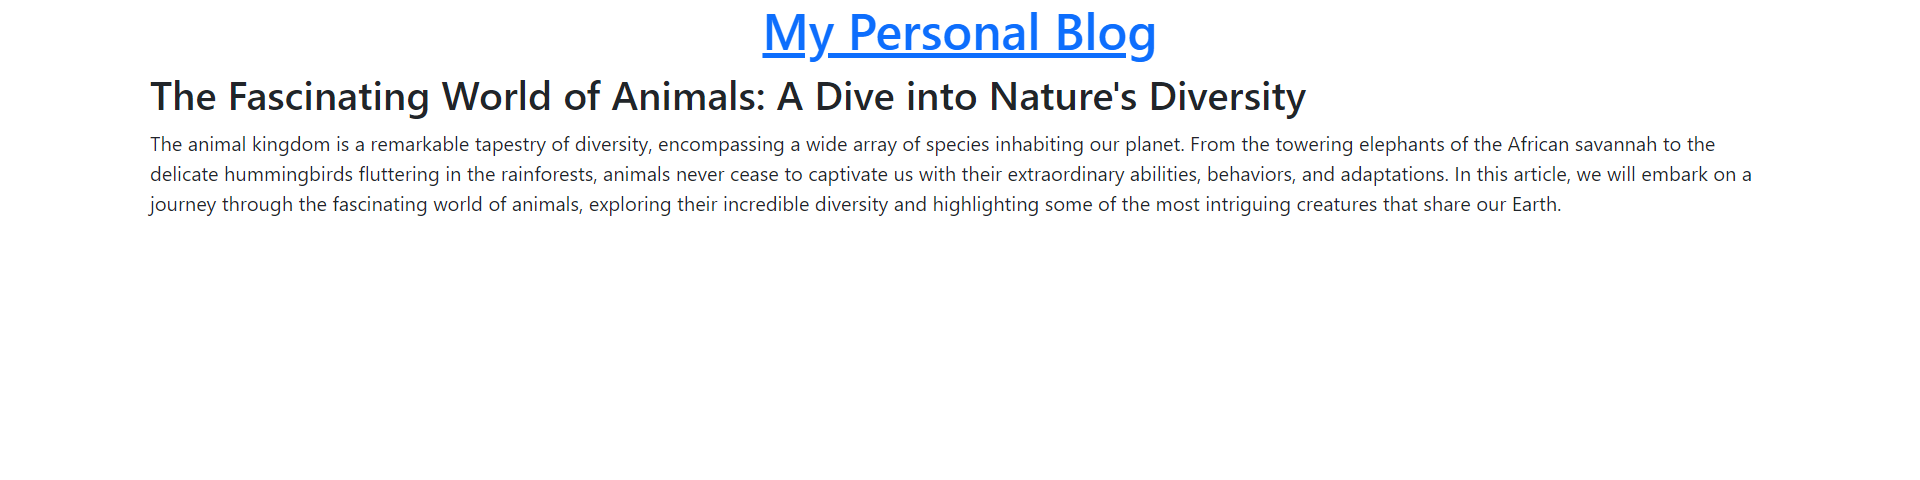 My Personal Blog
The Fascinating World of Animals: A Dive into Nature's Diversity
The animal kingdom is a remarkable tapestry of diversity, encompassing a wide array of species inhabiting our planet. From the towering elephants of the African savannah to the
delicate hummingbirds fluttering in the rainforests, animals never cease to captivate us with their extraordinary abilities, behaviors, and adaptations. In this article, we will embark on a
journey through the fascinating world of animals, exploring their incredible diversity and highlighting some of the most intriguing creatures that share our Earth.